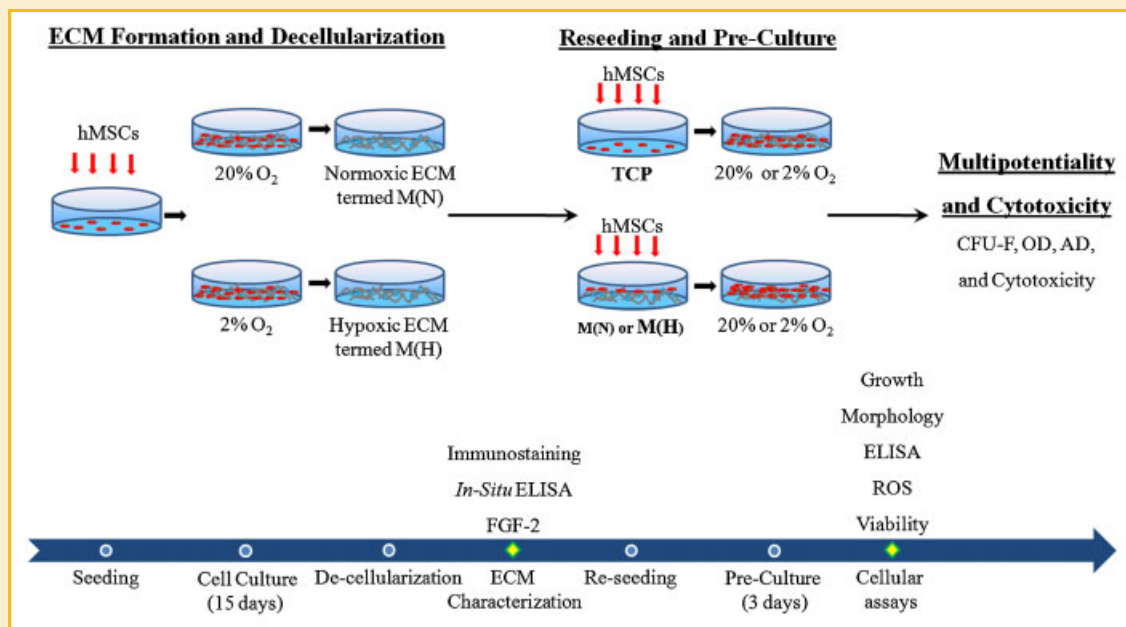 ECM Formation and Decellularization
hMSCs
20% O2
Normoxic ECM
termed M(N)
2% O2
Hypoxic ECM
termed M(H)
Reseeding and Pre-Culture
hMSCs
TCP
20% or 2% O2
hMSCs
M(N) or M(H)
20% or 2% O2
Multipotentiality
and Cytotoxicity
CFU-F, OD, AD,
and Cytotoxicity
Immunostaining
In-Situ ELISA
FGF-2
Growth
Morphology
ELISA
ROS
Viability
Seeding
Cell Culture
(15 days)
De-cellularization
ECM
Characterization
Re-seeding
Pre-Culture
(3 days)
Cellular
assays